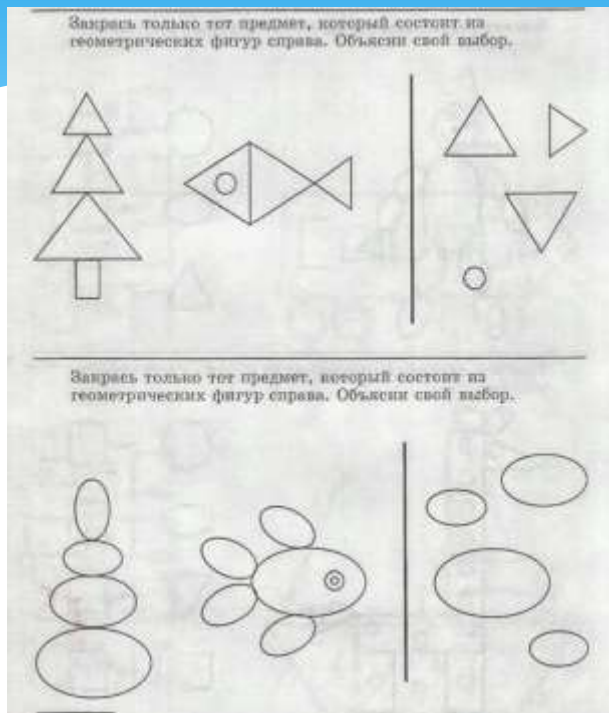 Закрась только тот предмет, который состоит из
геометрических фигур справа. Объясни свой выбор.
Закрась только тот предмет, который состоит из
геометрических фигур справа. Объясни свой выбор.